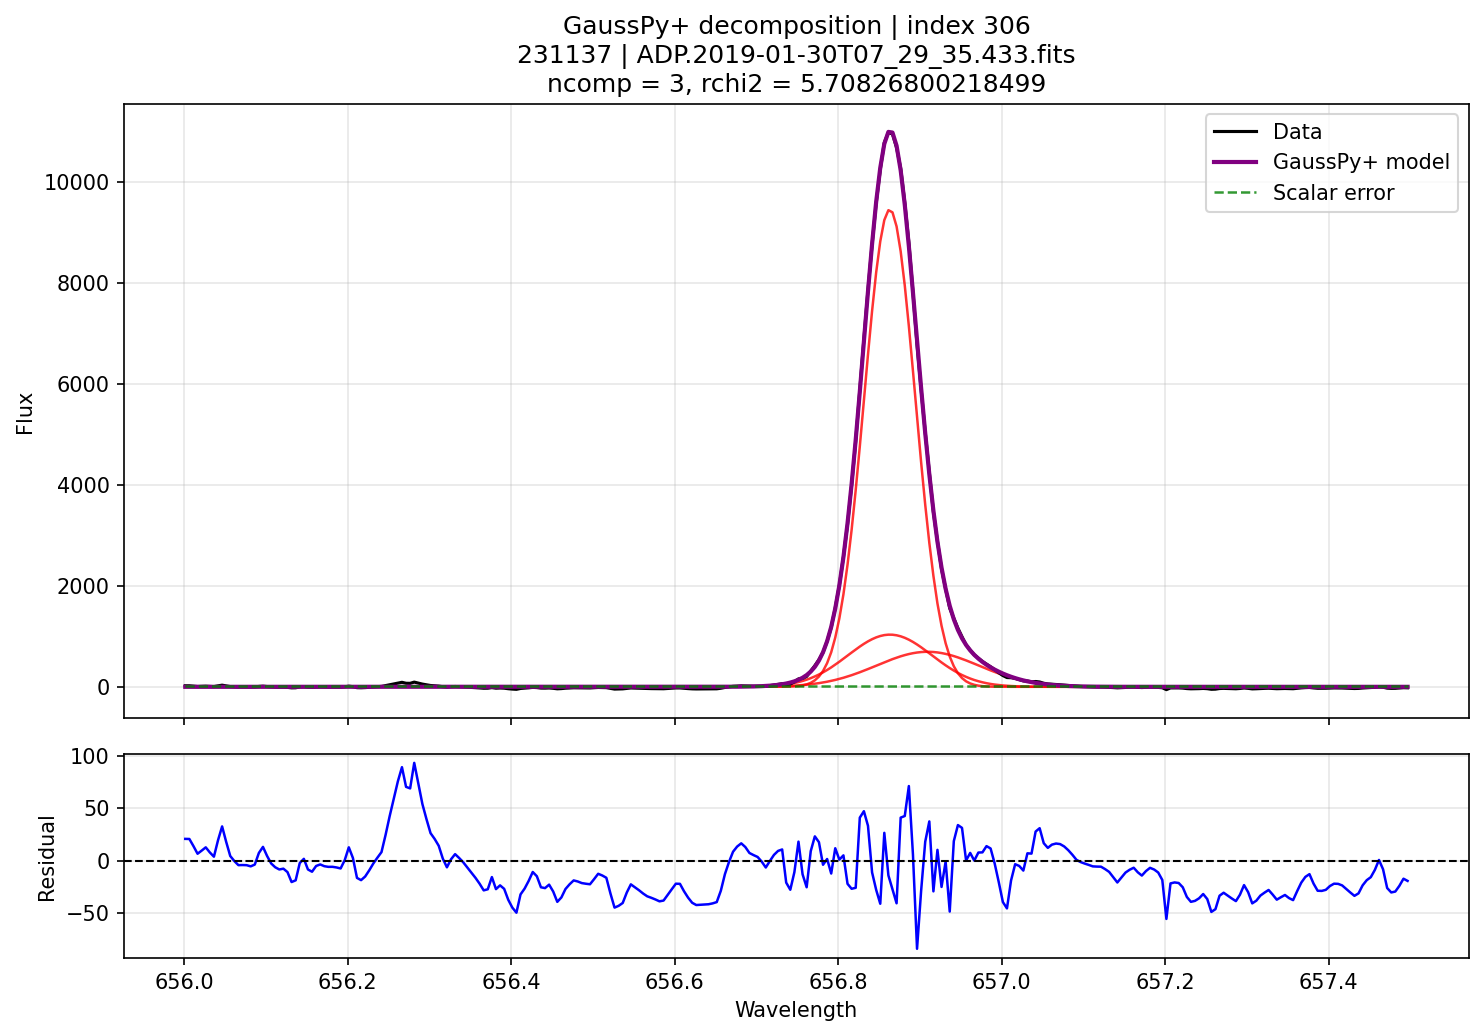 GaussPy+ decomposition | index 306
231137 | ADP.2019-01-30T07_29_35.433.fits
ncomp = 3, rchi2 = 5.70826800218499
Data
GaussPy+ model
Scalar error
Flux
10000
8000
6000
4000
2000
0
Residual
100
50
0
−50
656.0 656.2 656.4 656.6 656.8 657.0 657.2 657.4
Wavelength